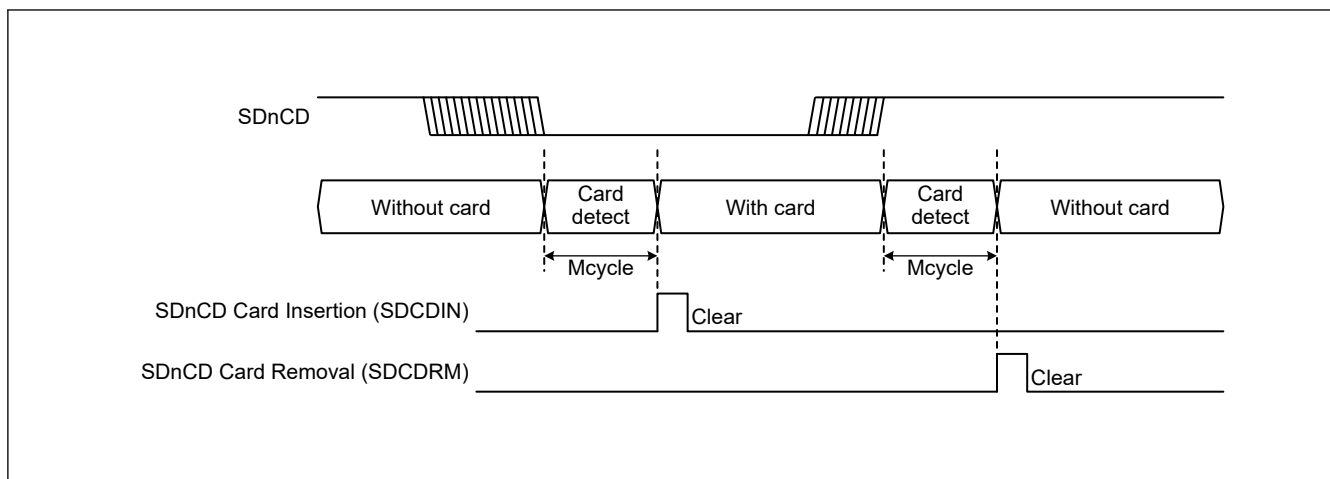 SDnCD
Without card
Card
detect
With card
Card
detect
Without card
Mcycle
Mcycle
SDnCD Card Insertion (SDCDIN)
Clear
SDnCD Card Removal (SDCDRM)
Clear